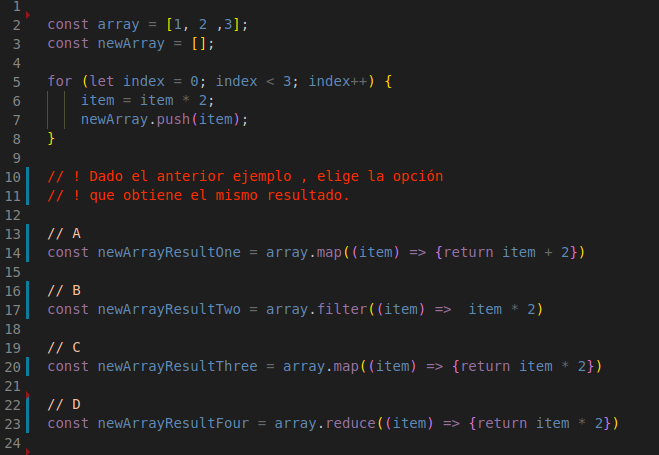 1
2 const array = [1, 2 ,3];
3 const newArray = [];
4
5 for (let index = 0; index < 3; index++) {
6 item = item * 2;
7 newArray.push(item);
8 }
9
10 // ! Dado el anterior ejemplo , elige la opción
11 // ! que obtiene el mismo resultado.
12
13 // A
14 const newArrayResultOne = array.map((item) => {return item + 2})
15
16 // B
17 const newArrayResultTwo = array.filter((item) =>  item * 2)
18
19 // C
20 const newArrayResultThree = array.map((item) => {return item * 2})
21
22 // D
23 const newArrayResultFour = array.reduce((item) => {return item * 2})
24